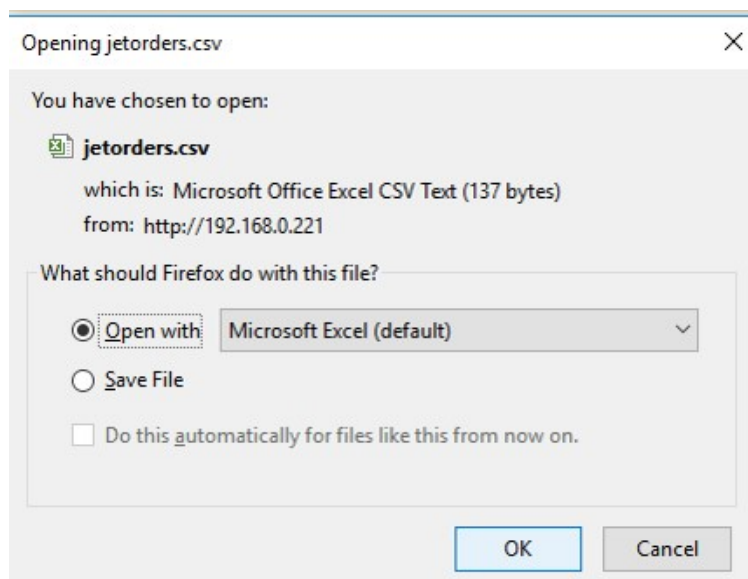 Opening jetorders.csv
You have chosen to open:
jetorders.csv
which is: Microsoft Office Excel CSV Text (137 bytes)
from: http://192.168.0.221
What should Firefox do with this file?
Open with Microsoft Excel (default)
Save File
Do this automatically for files like this from now on.
OK Cancel